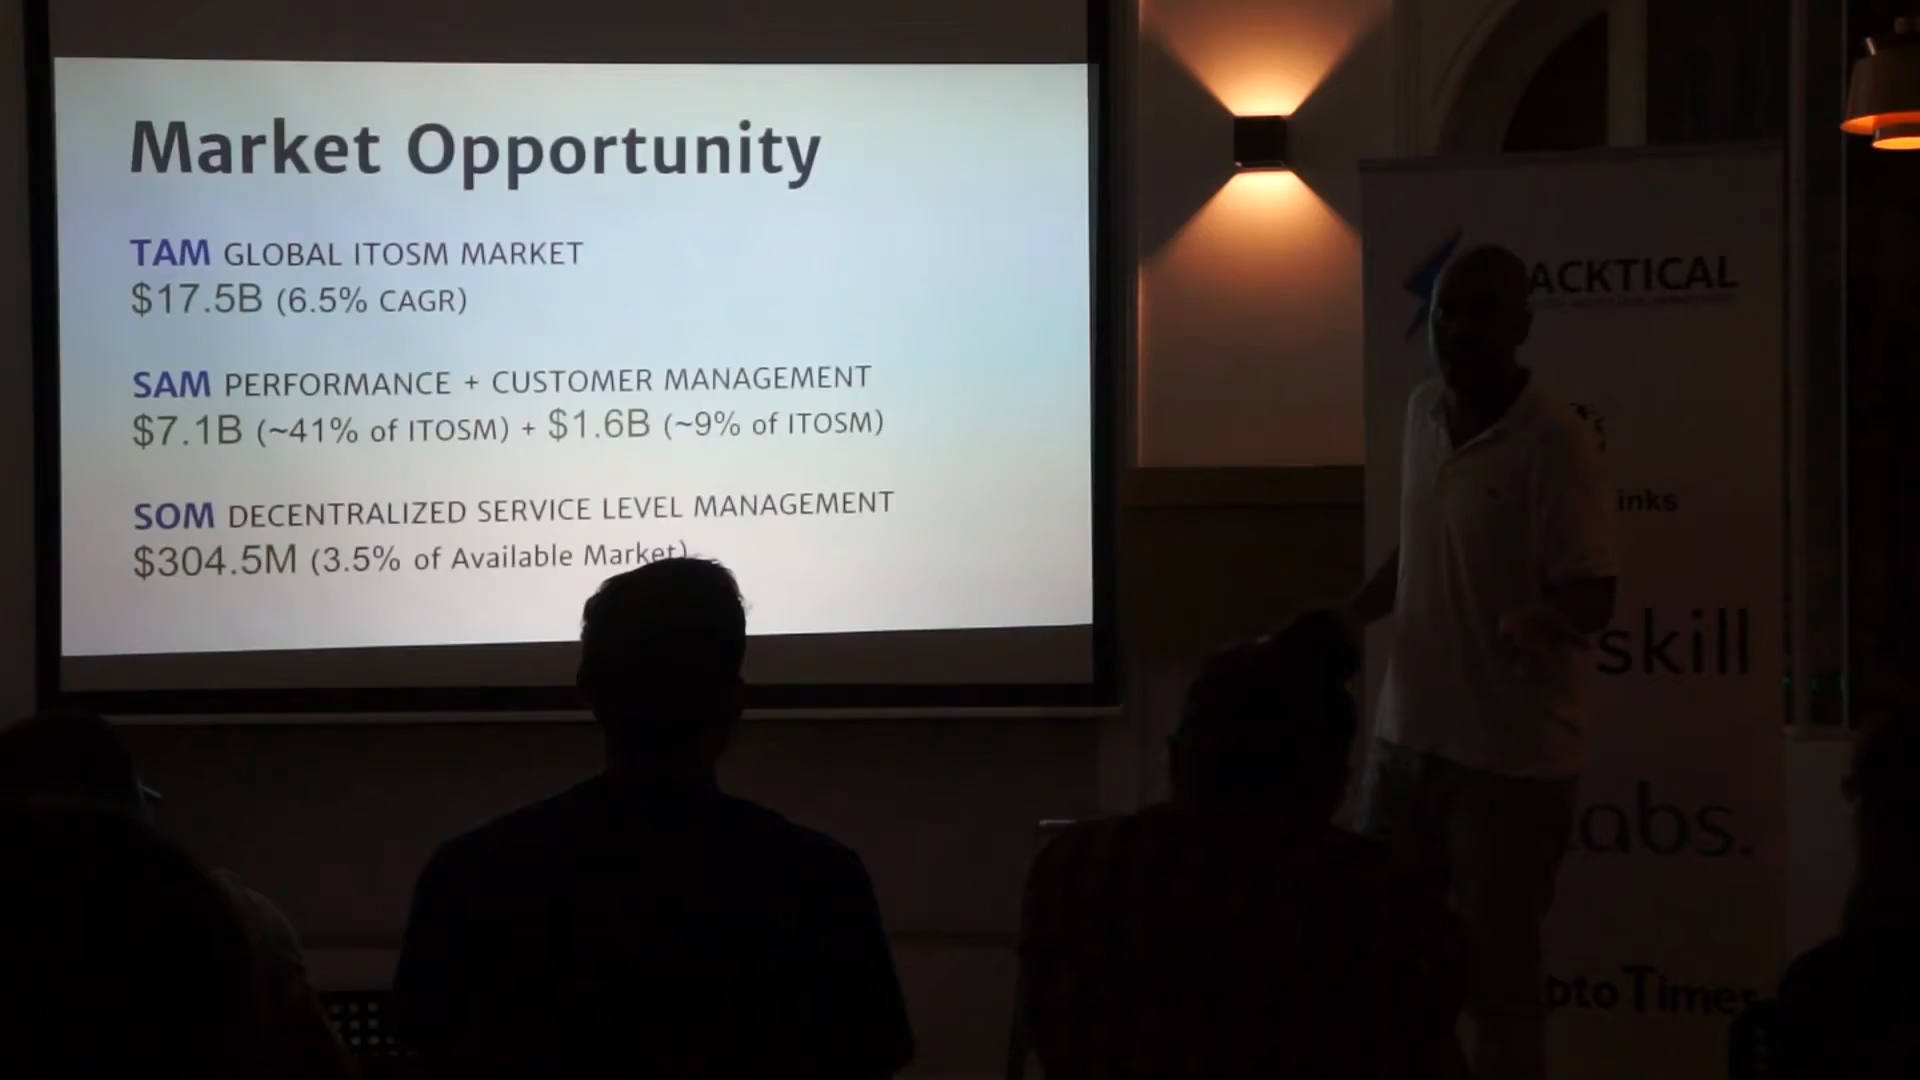 Market Opportunity
TAM GLOBAL ITOSM MARKET
$17.5B (6.5% CAGR)
SAM PERFORMANCE + CUSTOMER MANAGEMENT
$7.1B (~41% of ITOSM) + $1.6B (~9% of ITOSM)
SOM DECENTRALIZED SERVICE LEVEL MANAGEMENT
$304.5M (3.5% of Available Market)
ACKTICAL
inks
skill
abs.
ptoTimes